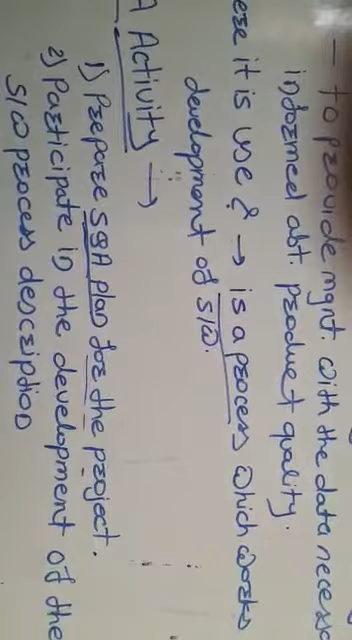 - to provide mgnt. with the data necess
informed abt. product quality.
ere it is use ? → is a process which works
development of s/w.
A Activity →
1) Prepare SQA plan for the project.
2) Participate in the development of the
s/w process description